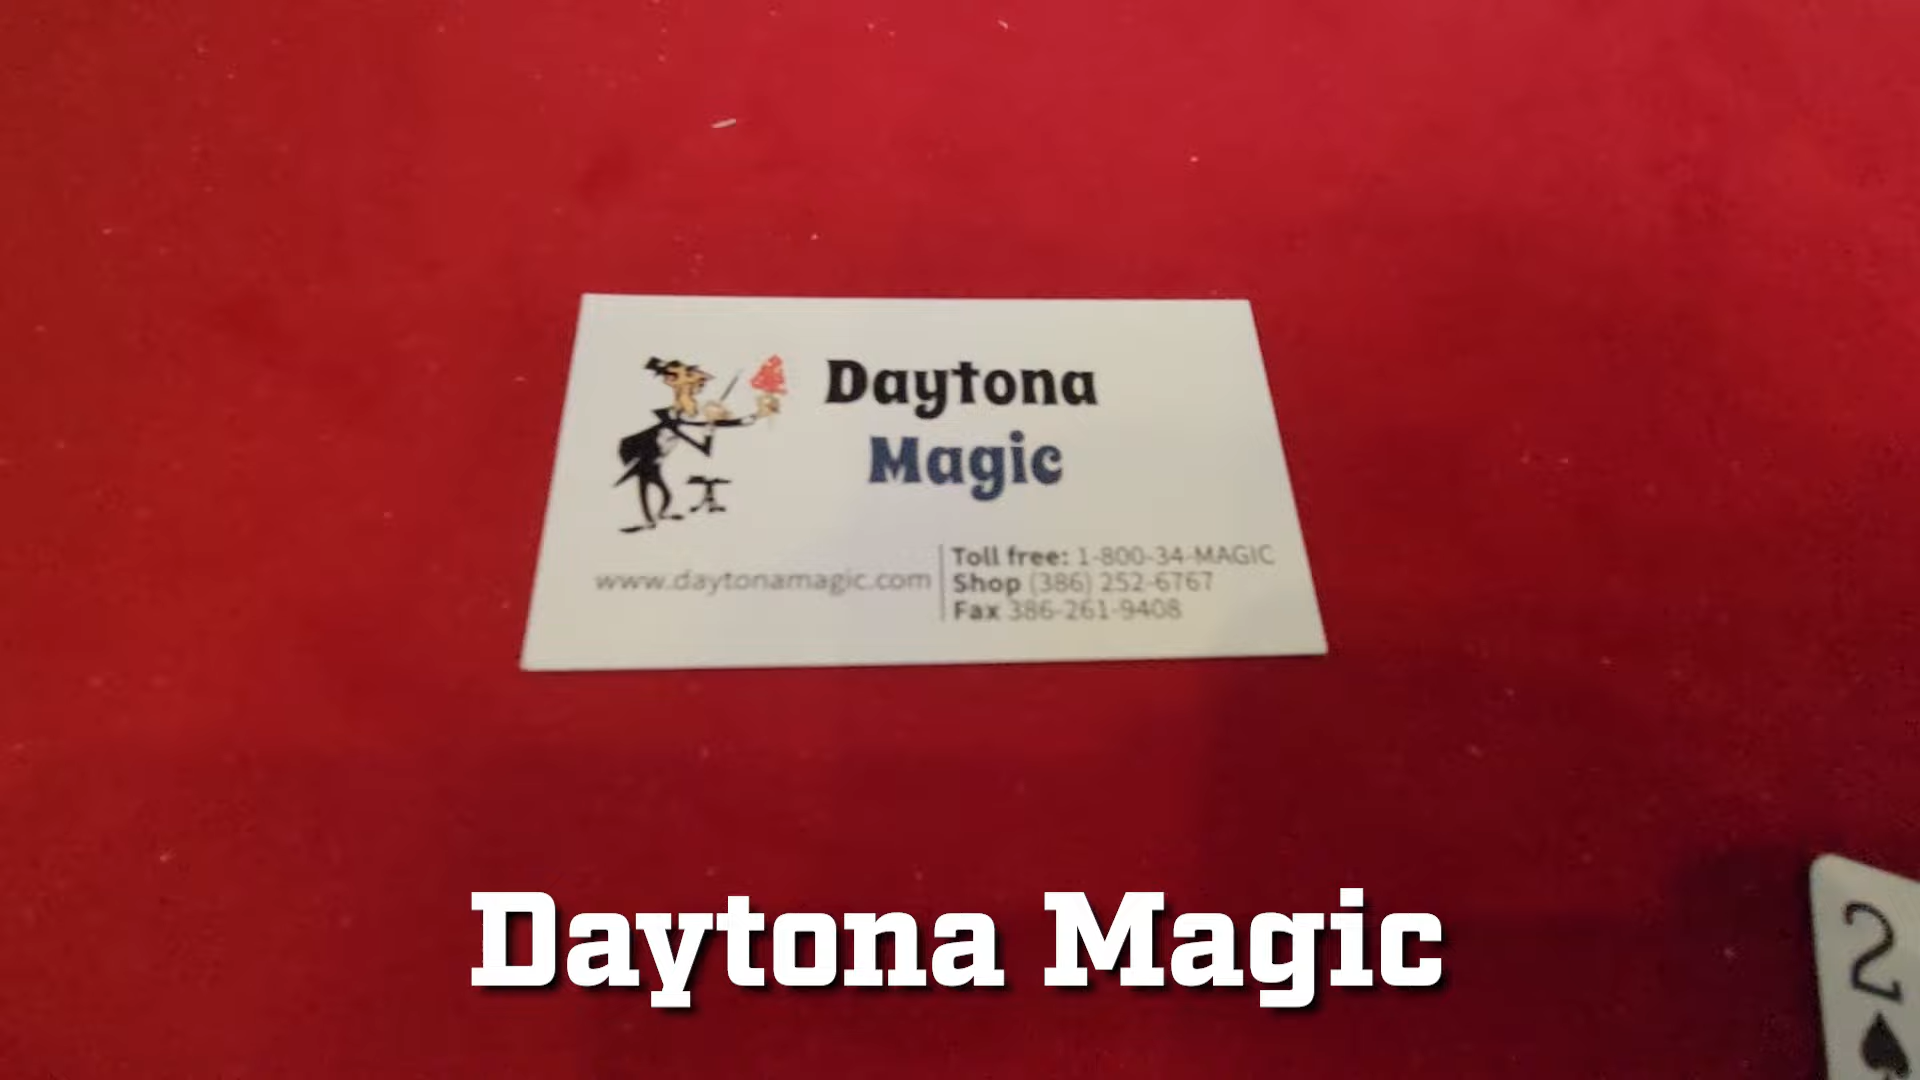 Daytona
Magic
www.daytonamagic.com
Toll free: 1-800-34-MAGIC
Shop (386) 252-6767
Fax 386-261-9408
Daytona Magic
2